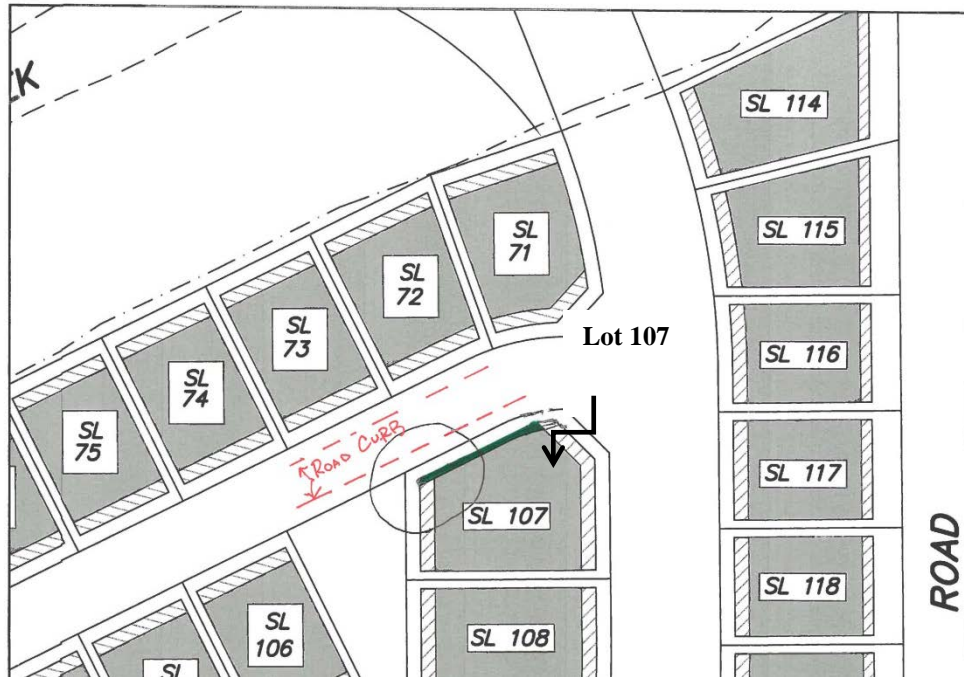 SL 114
SL 115
SL
71
SL
72
Lot 107
SL
73
SL 116
SL
74
SL
75
ROAD CURB
SL 117
SL 107
ROAD
SL 118
SL
106
SL 108
SL